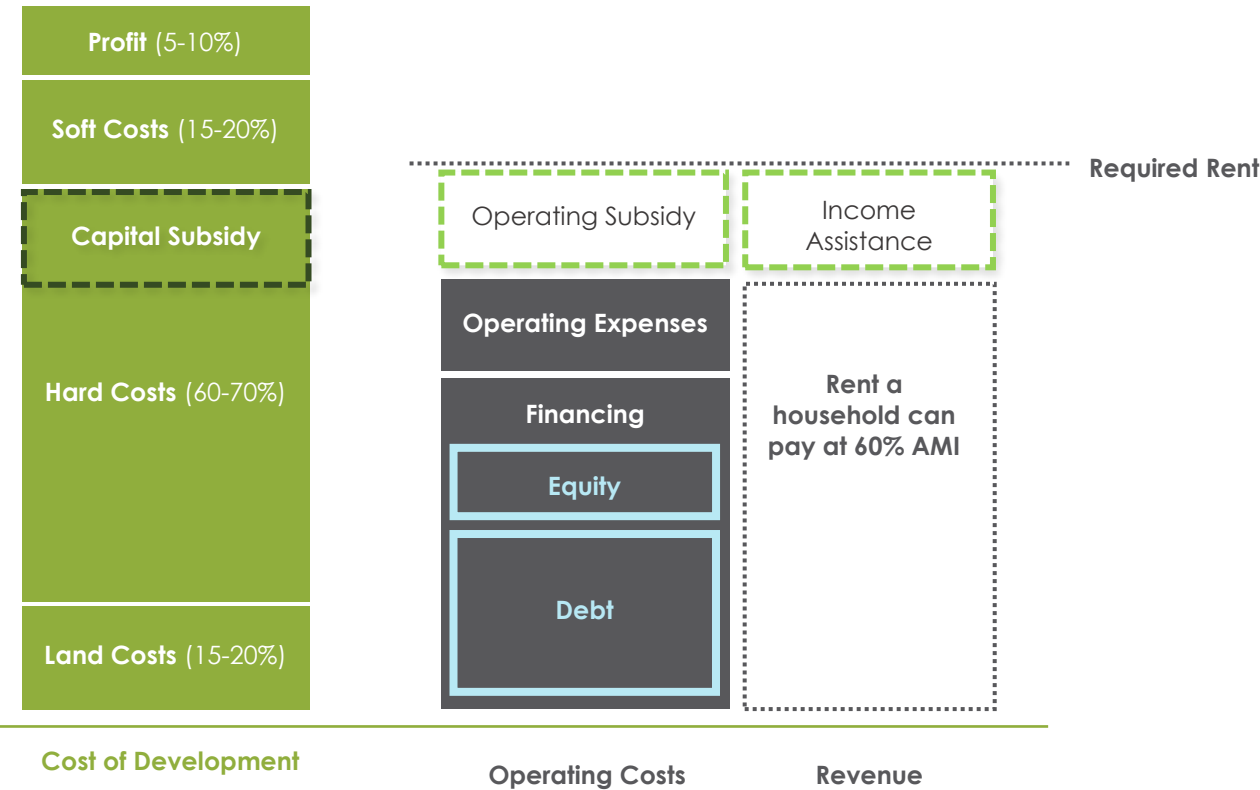 Profit (5-10%)
Soft Costs (15-20%)
Capital Subsidy
Hard Costs (60-70%)
Land Costs (15-20%)
Cost of Development
Required Rent
Operating Subsidy
Operating Expenses
Financing
Equity
Debt
Operating Costs
Income
Assistance
Rent a
household can
pay at 60% AMI
Revenue